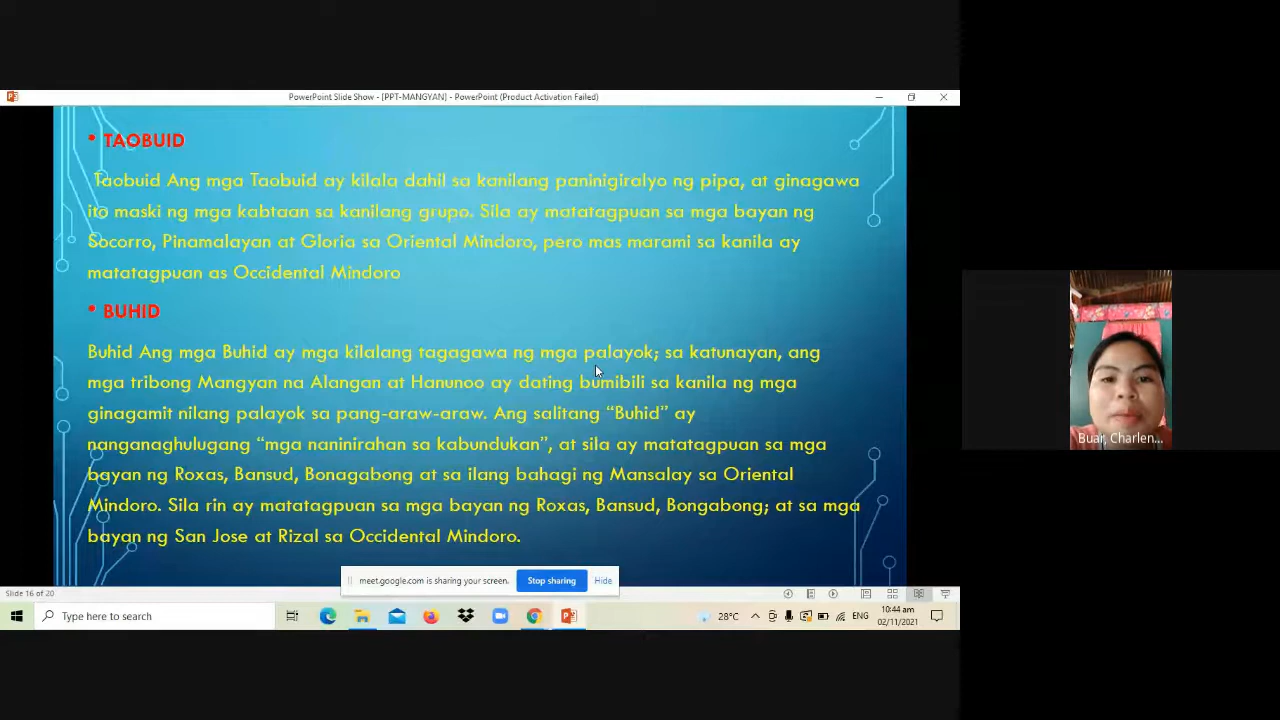 PowerPoint Slide Show - [PPT-MANGYAN] - PowerPoint (Product Activation Failed)
• TAOBUID
Taobuid Ang mga Taobuid ay kilala dahil sa kanilang paninigiralyo ng pipa, at ginagawa
ito maski ng mga kabtaan sa kanilang grupo. Sila ay matatagpuan sa mga bayan ng
Socorro, Pinamalayan at Gloria sa Oriental Mindoro, pero mas marami sa kanila ay
matatagpuan as Occidental Mindoro
• BUHID
Buhid Ang mga Buhid ay mga kilalang tagagawa ng mga palayok; sa katunayan, ang
mga tribong Mangyan na Alangan at Hanunoo ay dating bumibili sa kanila ng mga
ginagamit nilang palayok sa pang-araw-araw. Ang salitang “Buhid” ay
nanganaghulugang “mga naninirahan sa kabundukan”, at sila ay matatagpuan sa mga
bayan ng Roxas, Bansud, Bonagabong at sa ilang bahagi ng Mansalay sa Oriental
Mindoro. Sila rin ay matatagpuan sa mga bayan ng Roxas, Bansud, Bongabong; at sa mga
bayan ng San Jose at Rizal sa Occidental Mindoro.
Buar, Charlen...
meet.google.com is sharing your screen.
Stop sharing
Hide
Slide 16 of 20
Type here to search
28°C
ENG
10:44 am
02/11/2021